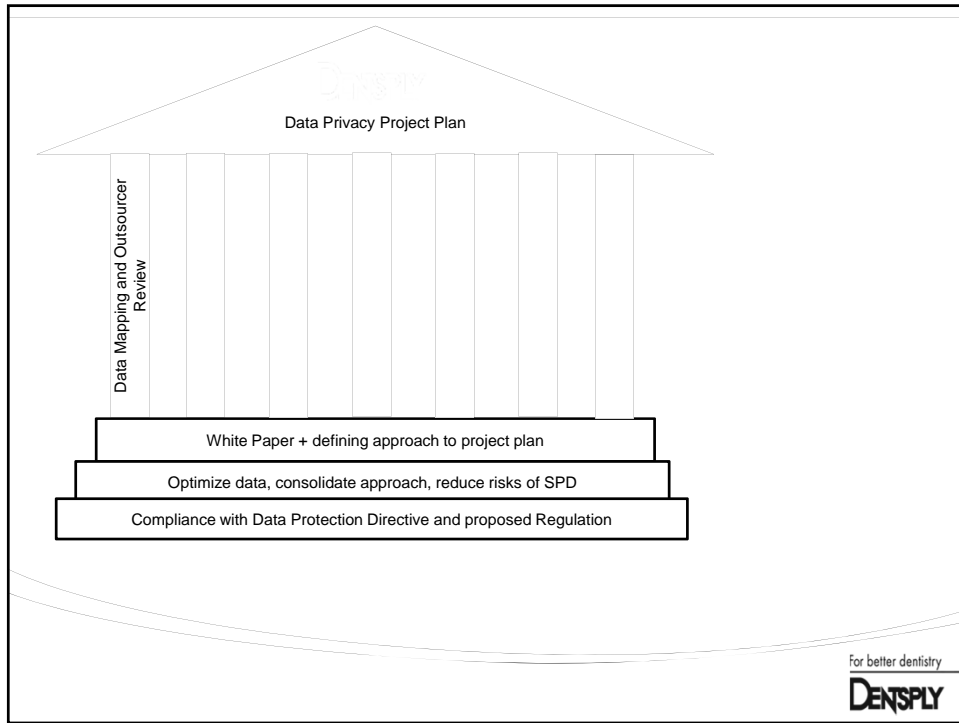 Data Privacy Project Plan
Data Mapping and Outsourcer
Review
White Paper + defining approach to project plan
Optimize data, consolidate approach, reduce risks of SPD
Compliance with Data Protection Directive and proposed Regulation
For better dentistry
DENTSPLY